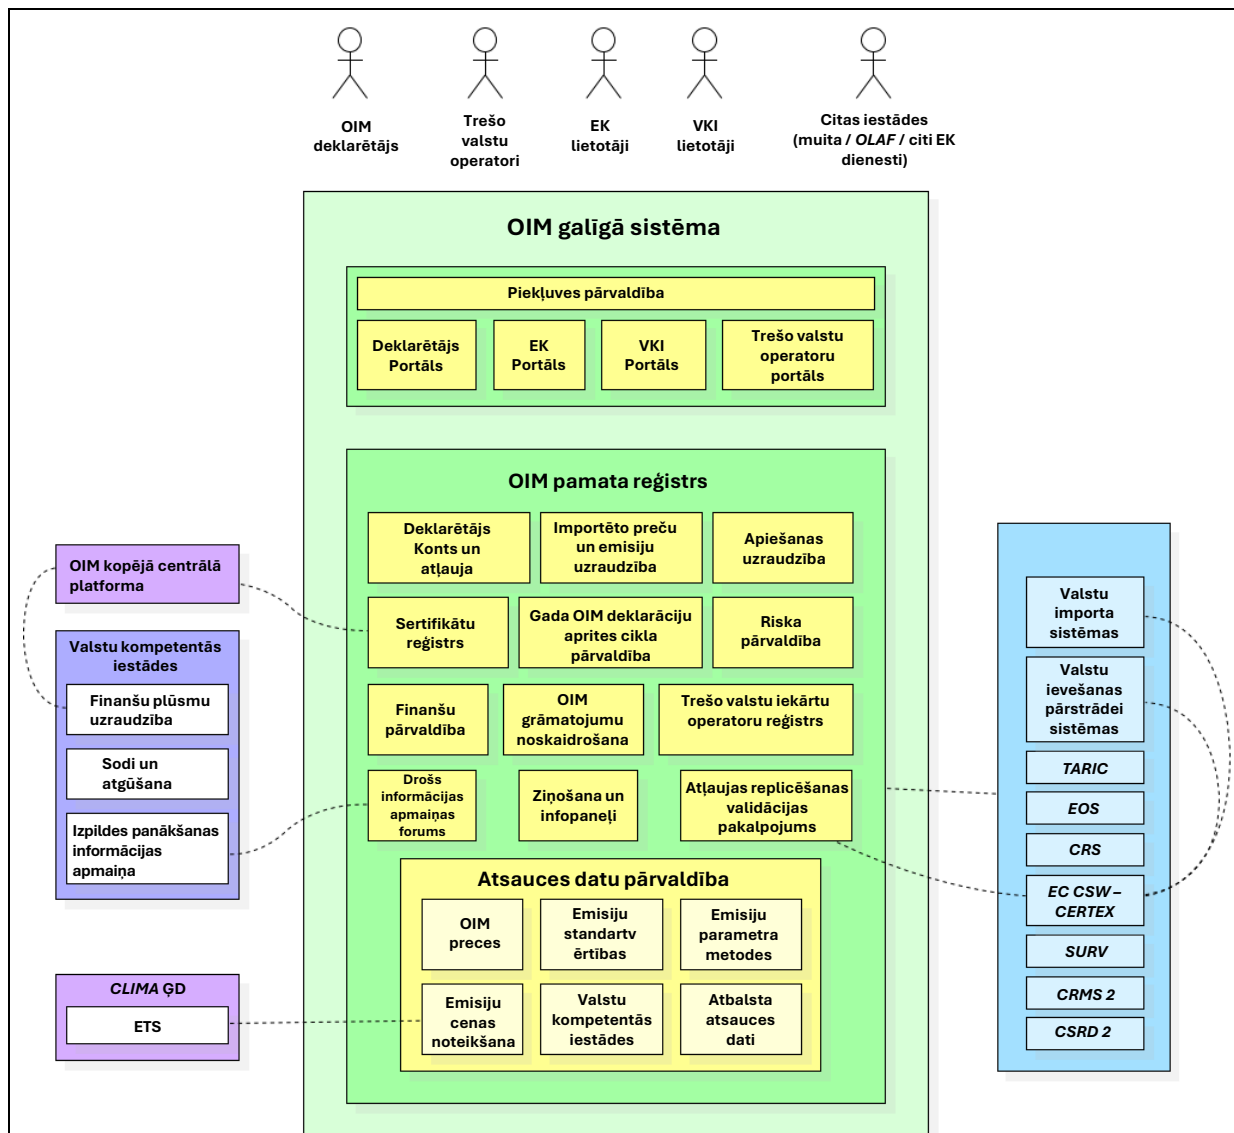 OIM
deklarētājs
Trešo
valstu
operatori
EK
lietotāji
VKI
lietotāji
Citas iestādes
(muita / OLAF / citi EK
dienesti)
OIM galīgā sistēma
Piekļuves pārvaldība
Deklarētājs
Portāls
EK
Portāls
VKI
Portāls
Trešo valstu
operatoru
portāls
OIM pamata reģistrs
Deklarētājs
Konts un
atļauja
Importēto preču
un emisiju
uzraudzība
Apiešanas
uzraudzība
Sertifikātu
reģistrs
Gada OIM deklarāciju
aprites cikla
pārvaldība
Riska
pārvaldība
Finanšu
pārvaldība
OIM
grāmatojumu
noskaidrošana
Trešo valstu iekārtu
operatoru reģistrs
Drošs
informācijas
apmaiņas
forums
Ziņošana un
infopaneļi
Atļaujas replicēšanas
validācijas
pakalpojums
Atsauces datu pārvaldība
OIM
preces
Emisiju
standartv
ērtības
Emisiju
parametra
metodes
Emisiju
cenas
noteikšana
Valstu
kompetentās
iestādes
Atbalsta
atsauces
dati
OIM kopējā centrālā
platforma
Valstu kompetentās
iestādes
Finanšu plūsmu
uzraudzība
Sodi un
atgūšana
Izpildes panākšanas
informācijas
apmaiņa
CLIMA ĢD
ETS
Valstu
importa
sistēmas
Valstu
ievešanas
pārstrādei
sistēmas
TARIC
EOS
CRS
EC CSW –
CERTEX
SURV
CRMS 2
CSRD 2